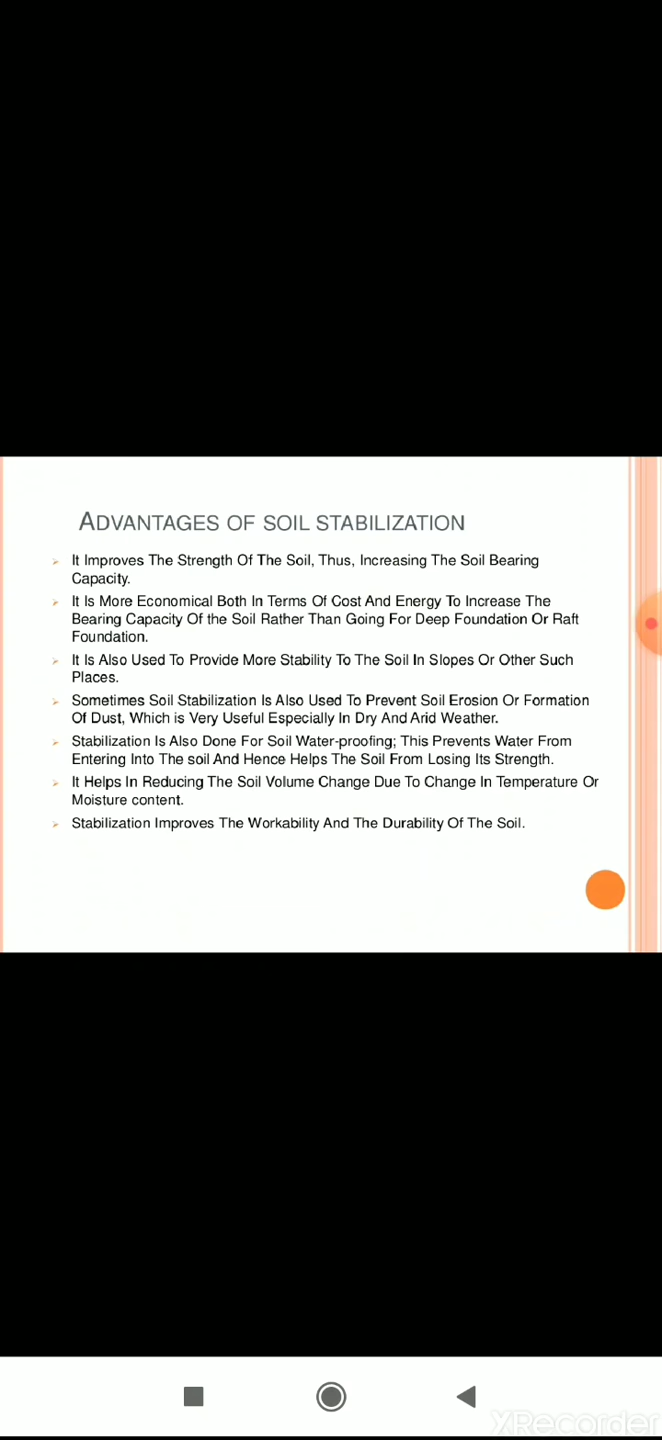 ADVANTAGES OF SOIL STABILIZATION
It Improves The Strength Of The Soil, Thus, Increasing The Soil Bearing
Capacity.
It Is More Economical Both In Terms Of Cost And Energy To Increase The
Bearing Capacity Of the Soil Rather Than Going For Deep Foundation Or Raft
Foundation.
It Is Also Used To Provide More Stability To The Soil In Slopes Or Other Such
Places.
Sometimes Soil Stabilization Is Also Used To Prevent Soil Erosion Or Formation
Of Dust, Which is Very Useful Especially In Dry And Arid Weather.
Stabilization Is Also Done For Soil Water-proofing; This Prevents Water From
Entering Into The soil And Hence Helps The Soil From Losing Its Strength.
It Helps In Reducing The Soil Volume Change Due To Change In Temperature Or
Moisture content.
Stabilization Improves The Workability And The Durability Of The Soil.
XRecorder